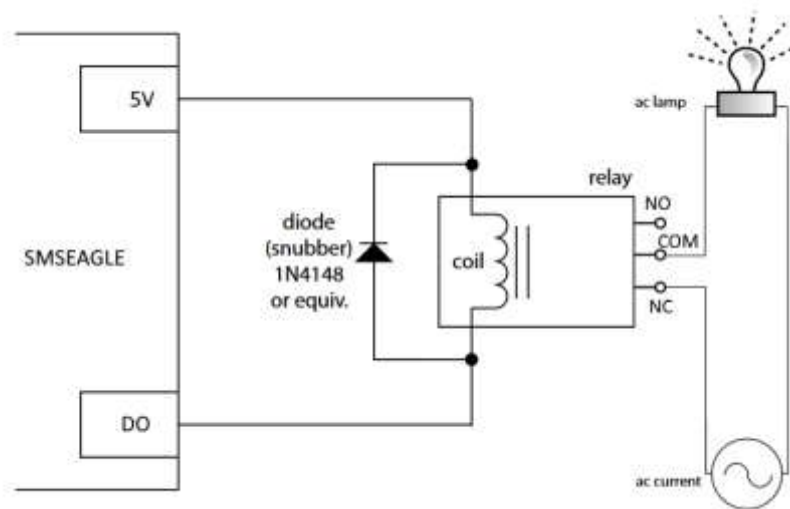 5V
ac lamp
relay
NO
diode
(snubber)
1N4148
or equiv.
COM
SMSEAGLE
coil
NC
DO
ac current